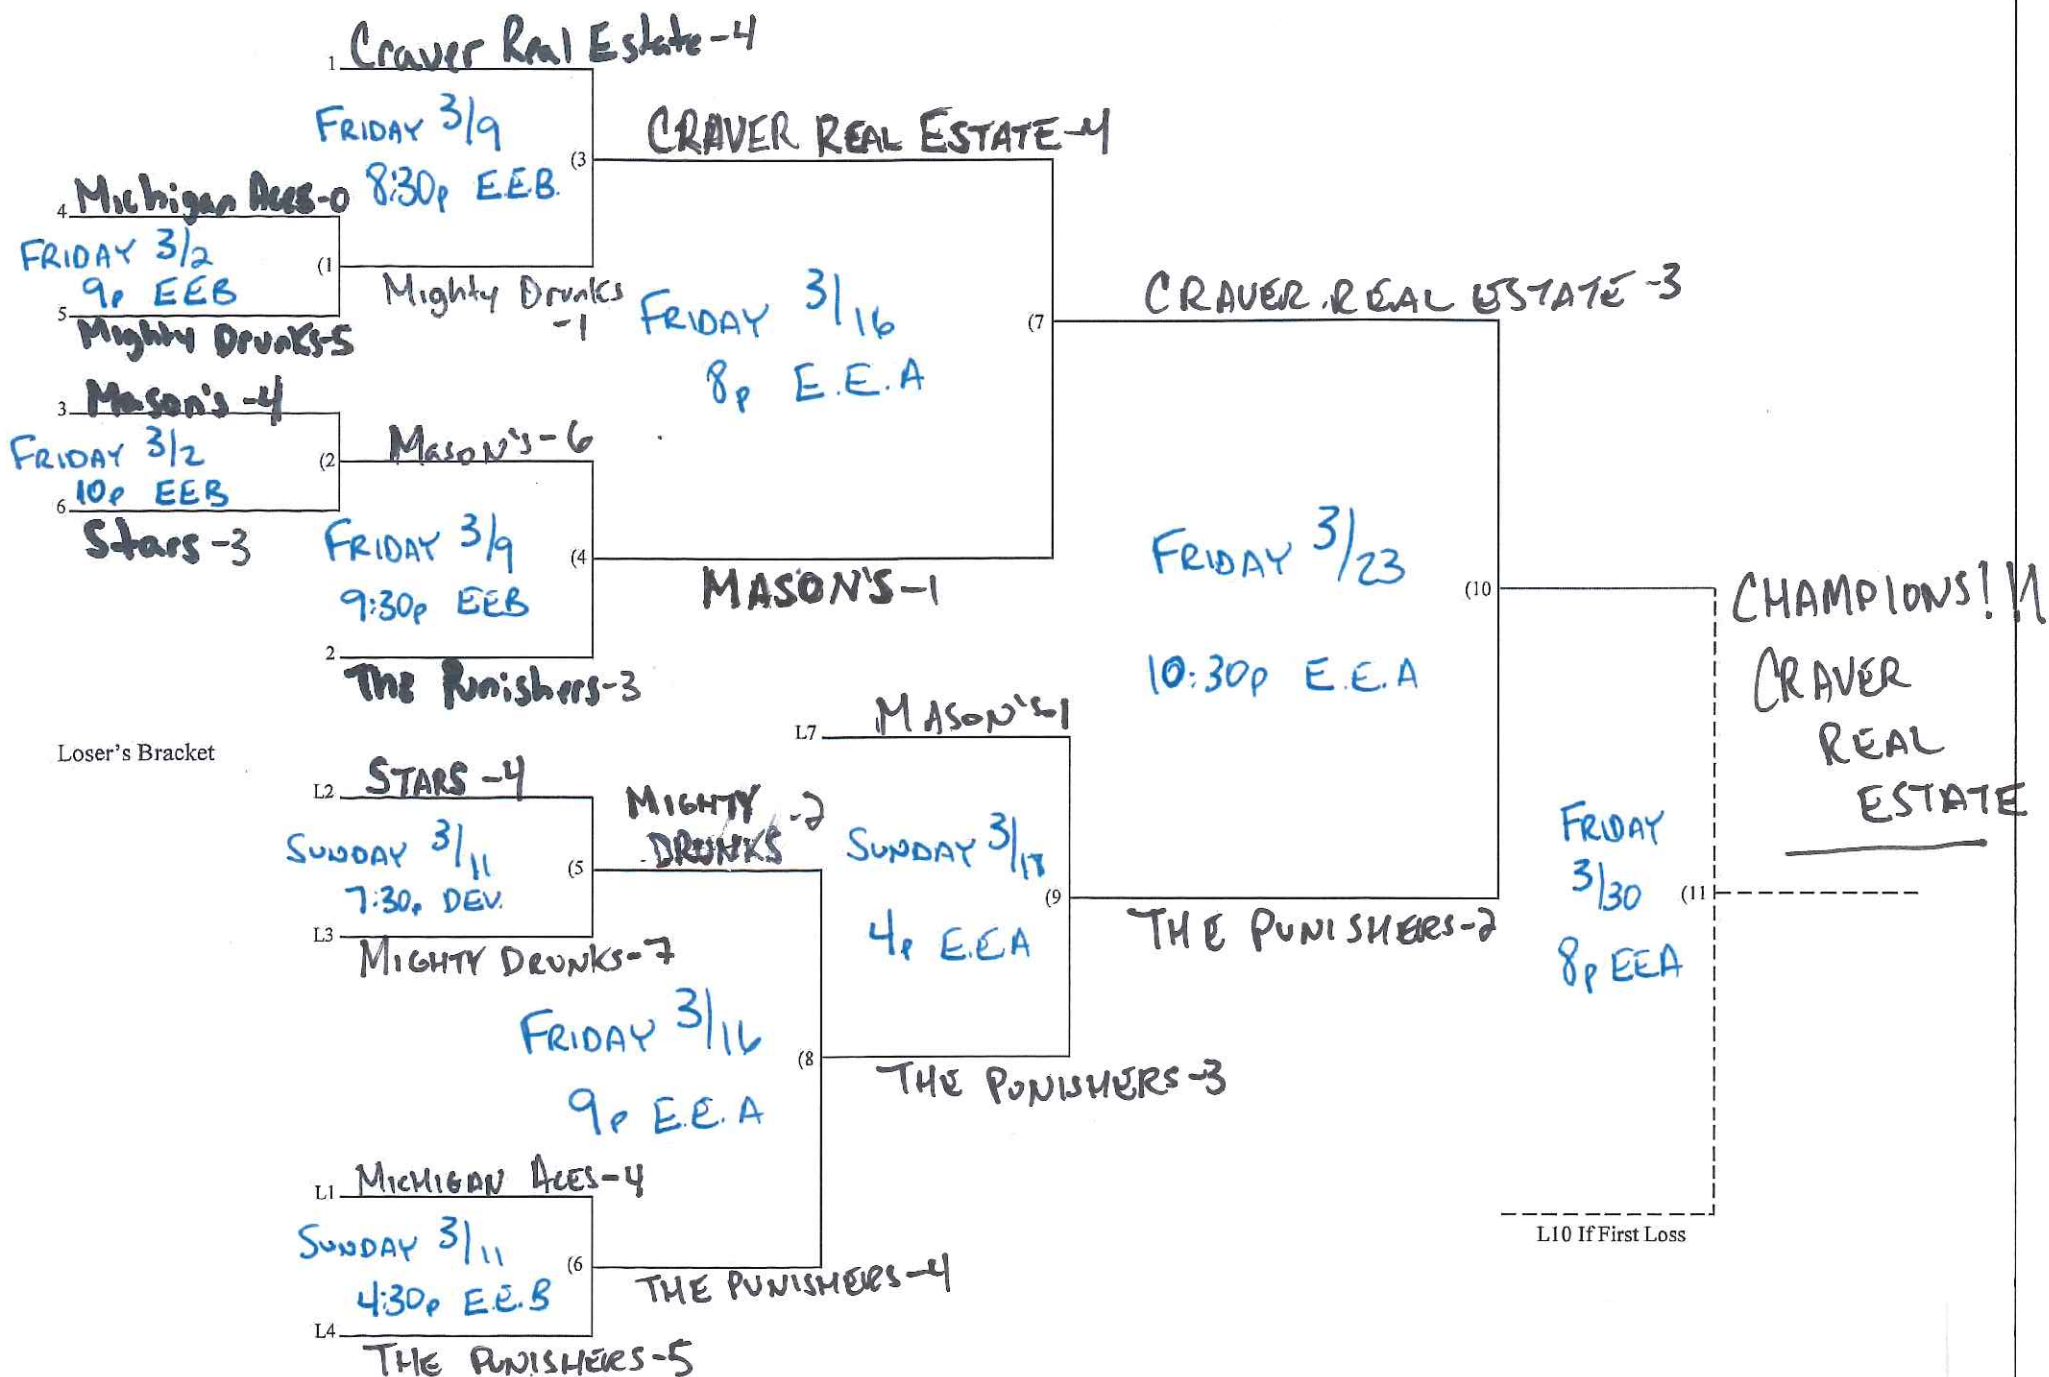 1 Craver Real Estate-4
FRIDAY 3/9
8:30p E.E.B.
(3
CRAVER REAL ESTATE-4
4 Michigan Aces-0
FRIDAY 3/2
9p EEB
(1
5
Mighty Drunks-5
Mighty Drunks
-1
FRIDAY 3/16
8p E.E.A
(7
CRAVER REAL ESTATE-3
3 Mason's-4
FRIDAY 3/2
10p EEB
(2
Mason's-6
6
Stars-3
FRIDAY 3/9
9:30p EEB
(4
MASON'S-1
2
The Punishers-3
FRIDAY 3/23
10:30p E.E.A
(10
CHAMPIONS!!!
CRAVER
REAL
ESTATE
Loser's Bracket
L2 STARS-4
SUNDAY 3/11
7:30p DEV.
(5
MIGHTY -2
DRUNKS
L3
MIGHTY DRUNKS-7
L7 MASON'S-1
SUNDAY 3/18
4p E.E.A
(9
THE PUNISHERS-2
FRIDAY
3/30
8p EEA
(11
FRIDAY 3/16
9p E.E.A
(8
THE PUNISHERS-3
L1 MICHIGAN ACES-4
SUNDAY 3/11
4:30p E.E.B
(6
THE PUNISHERS-4
L4
THE PUNISHERS-5
L10 If First Loss